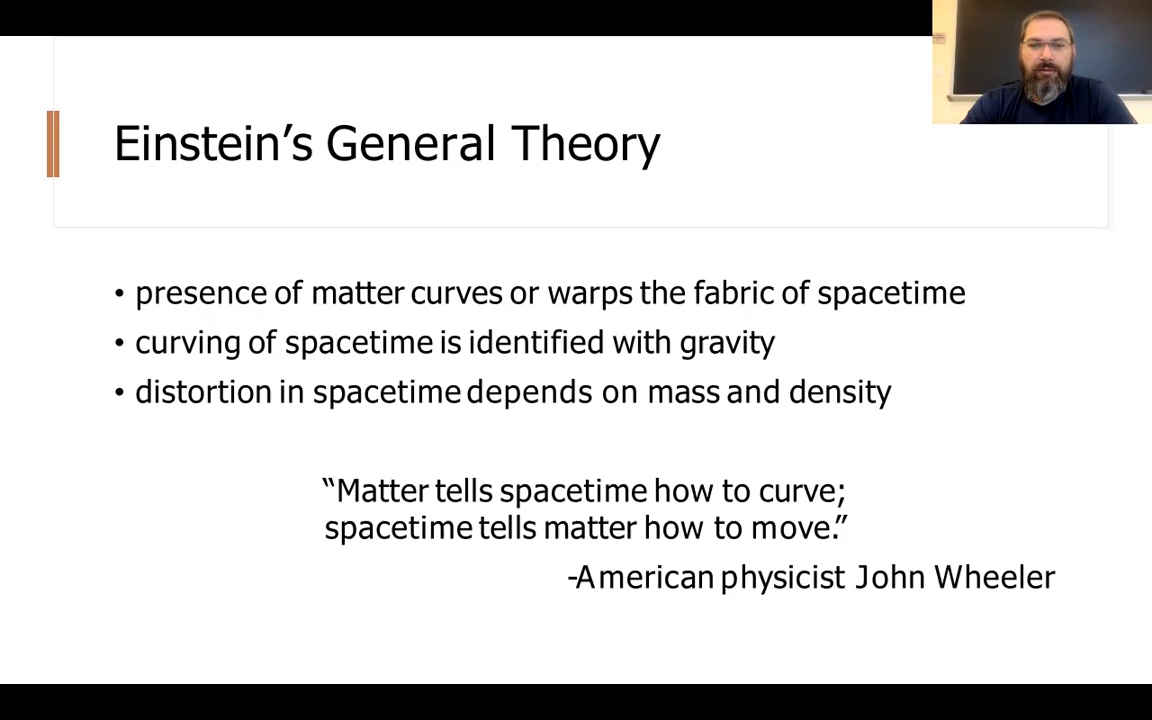 Einstein’s General Theory
• presence of matter curves or warps the fabric of spacetime
• curving of spacetime is identified with gravity
• distortion in spacetime depends on mass and density
“Matter tells spacetime how to curve;
spacetime tells matter how to move.”
-American physicist John Wheeler